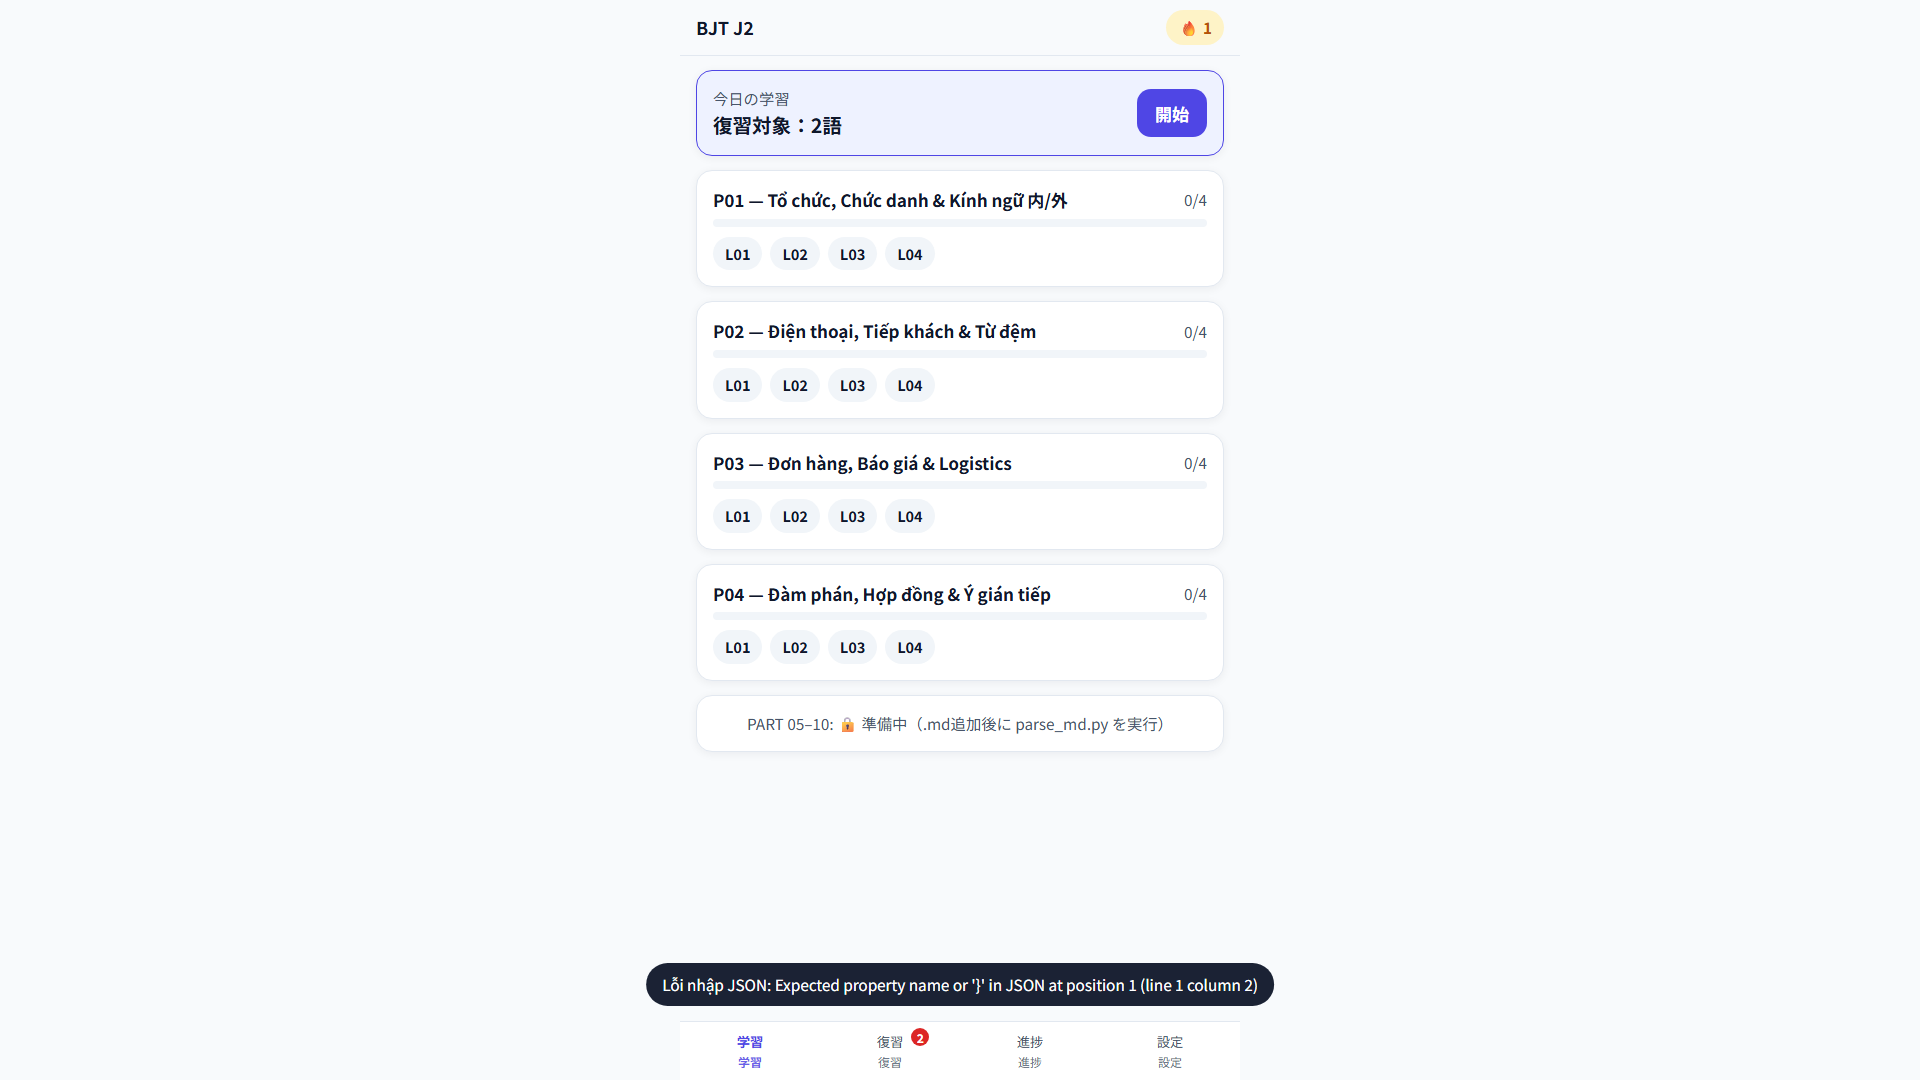 BJT J2
🔥 1
今日の学習
復習対象：2語
開始
P01 — Tổ chức, Chức danh & Kính ngữ 内/外
0/4
L01 L02 L03 L04
P02 — Điện thoại, Tiếp khách & Từ đệm
0/4
L01 L02 L03 L04
P03 — Đơn hàng, Báo giá & Logistics
0/4
L01 L02 L03 L04
P04 — Đàm phán, Hợp đồng & Ý gián tiếp
0/4
L01 L02 L03 L04
PART 05–10: 🔒 準備中（.md追加後に parse_md.py を実行）
Lỗi nhập JSON: Expected property name or '}' in JSON at position 1 (line 1 column 2)
学習 復習 2 進捗 設定
学習 復習 進捗 設定